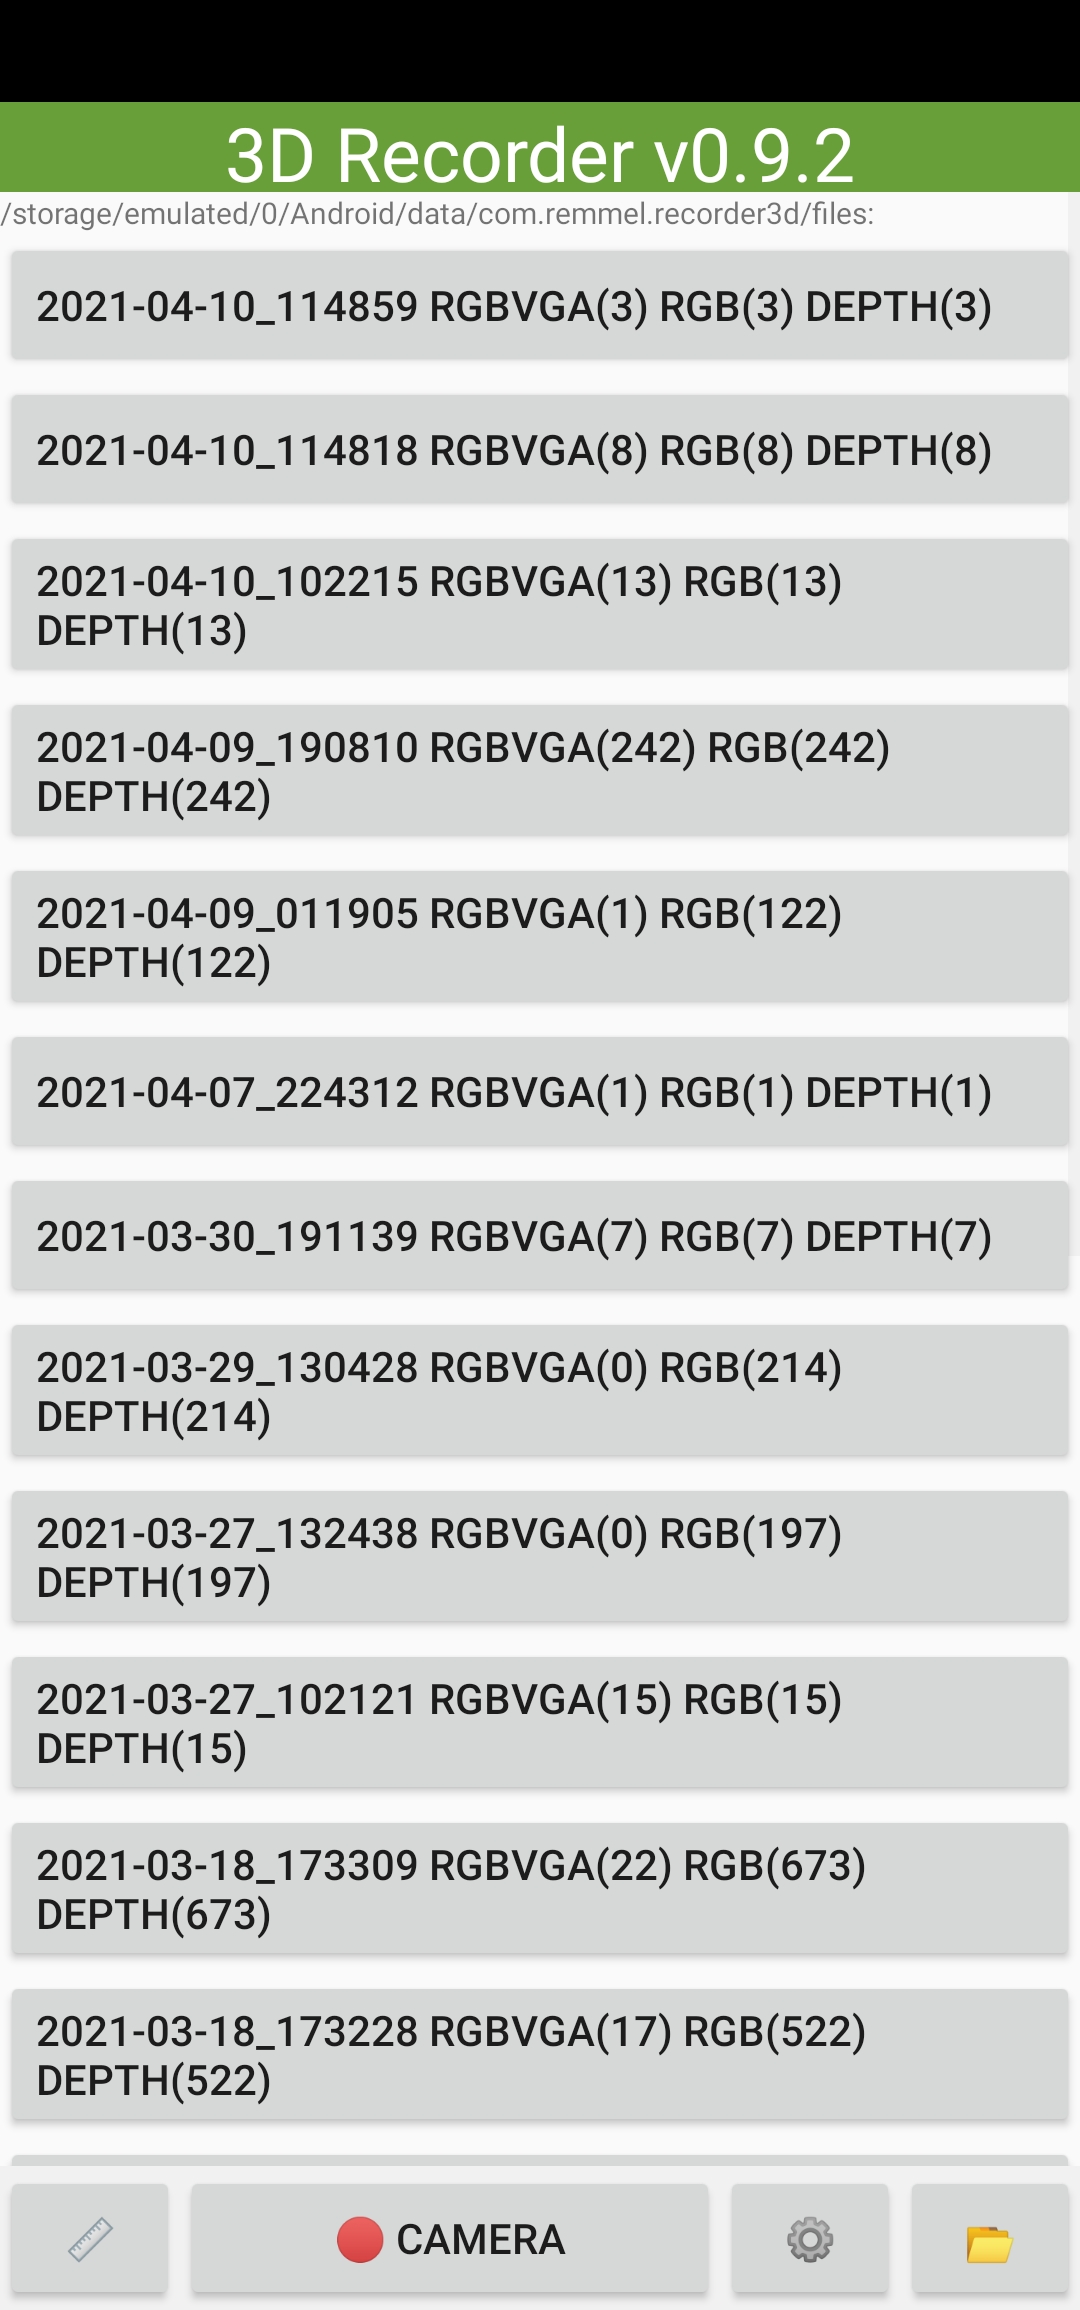 3D Recorder v0.9.2
/storage/emulated/0/Android/data/com.remmel.recorder3d/files:
2021-04-10_114859 RGBVGA(3) RGB(3) DEPTH(3)
2021-04-10_114818 RGBVGA(8) RGB(8) DEPTH(8)
2021-04-10_102215 RGBVGA(13) RGB(13)
DEPTH(13)
2021-04-09_190810 RGBVGA(242) RGB(242)
DEPTH(242)
2021-04-09_011905 RGBVGA(1) RGB(122)
DEPTH(122)
2021-04-07_224312 RGBVGA(1) RGB(1) DEPTH(1)
2021-03-30_191139 RGBVGA(7) RGB(7) DEPTH(7)
2021-03-29_130428 RGBVGA(0) RGB(214)
DEPTH(214)
2021-03-27_132438 RGBVGA(0) RGB(197)
DEPTH(197)
2021-03-27_102121 RGBVGA(15) RGB(15)
DEPTH(15)
2021-03-18_173309 RGBVGA(22) RGB(673)
DEPTH(673)
2021-03-18_173228 RGBVGA(17) RGB(522)
DEPTH(522)
CAMERA